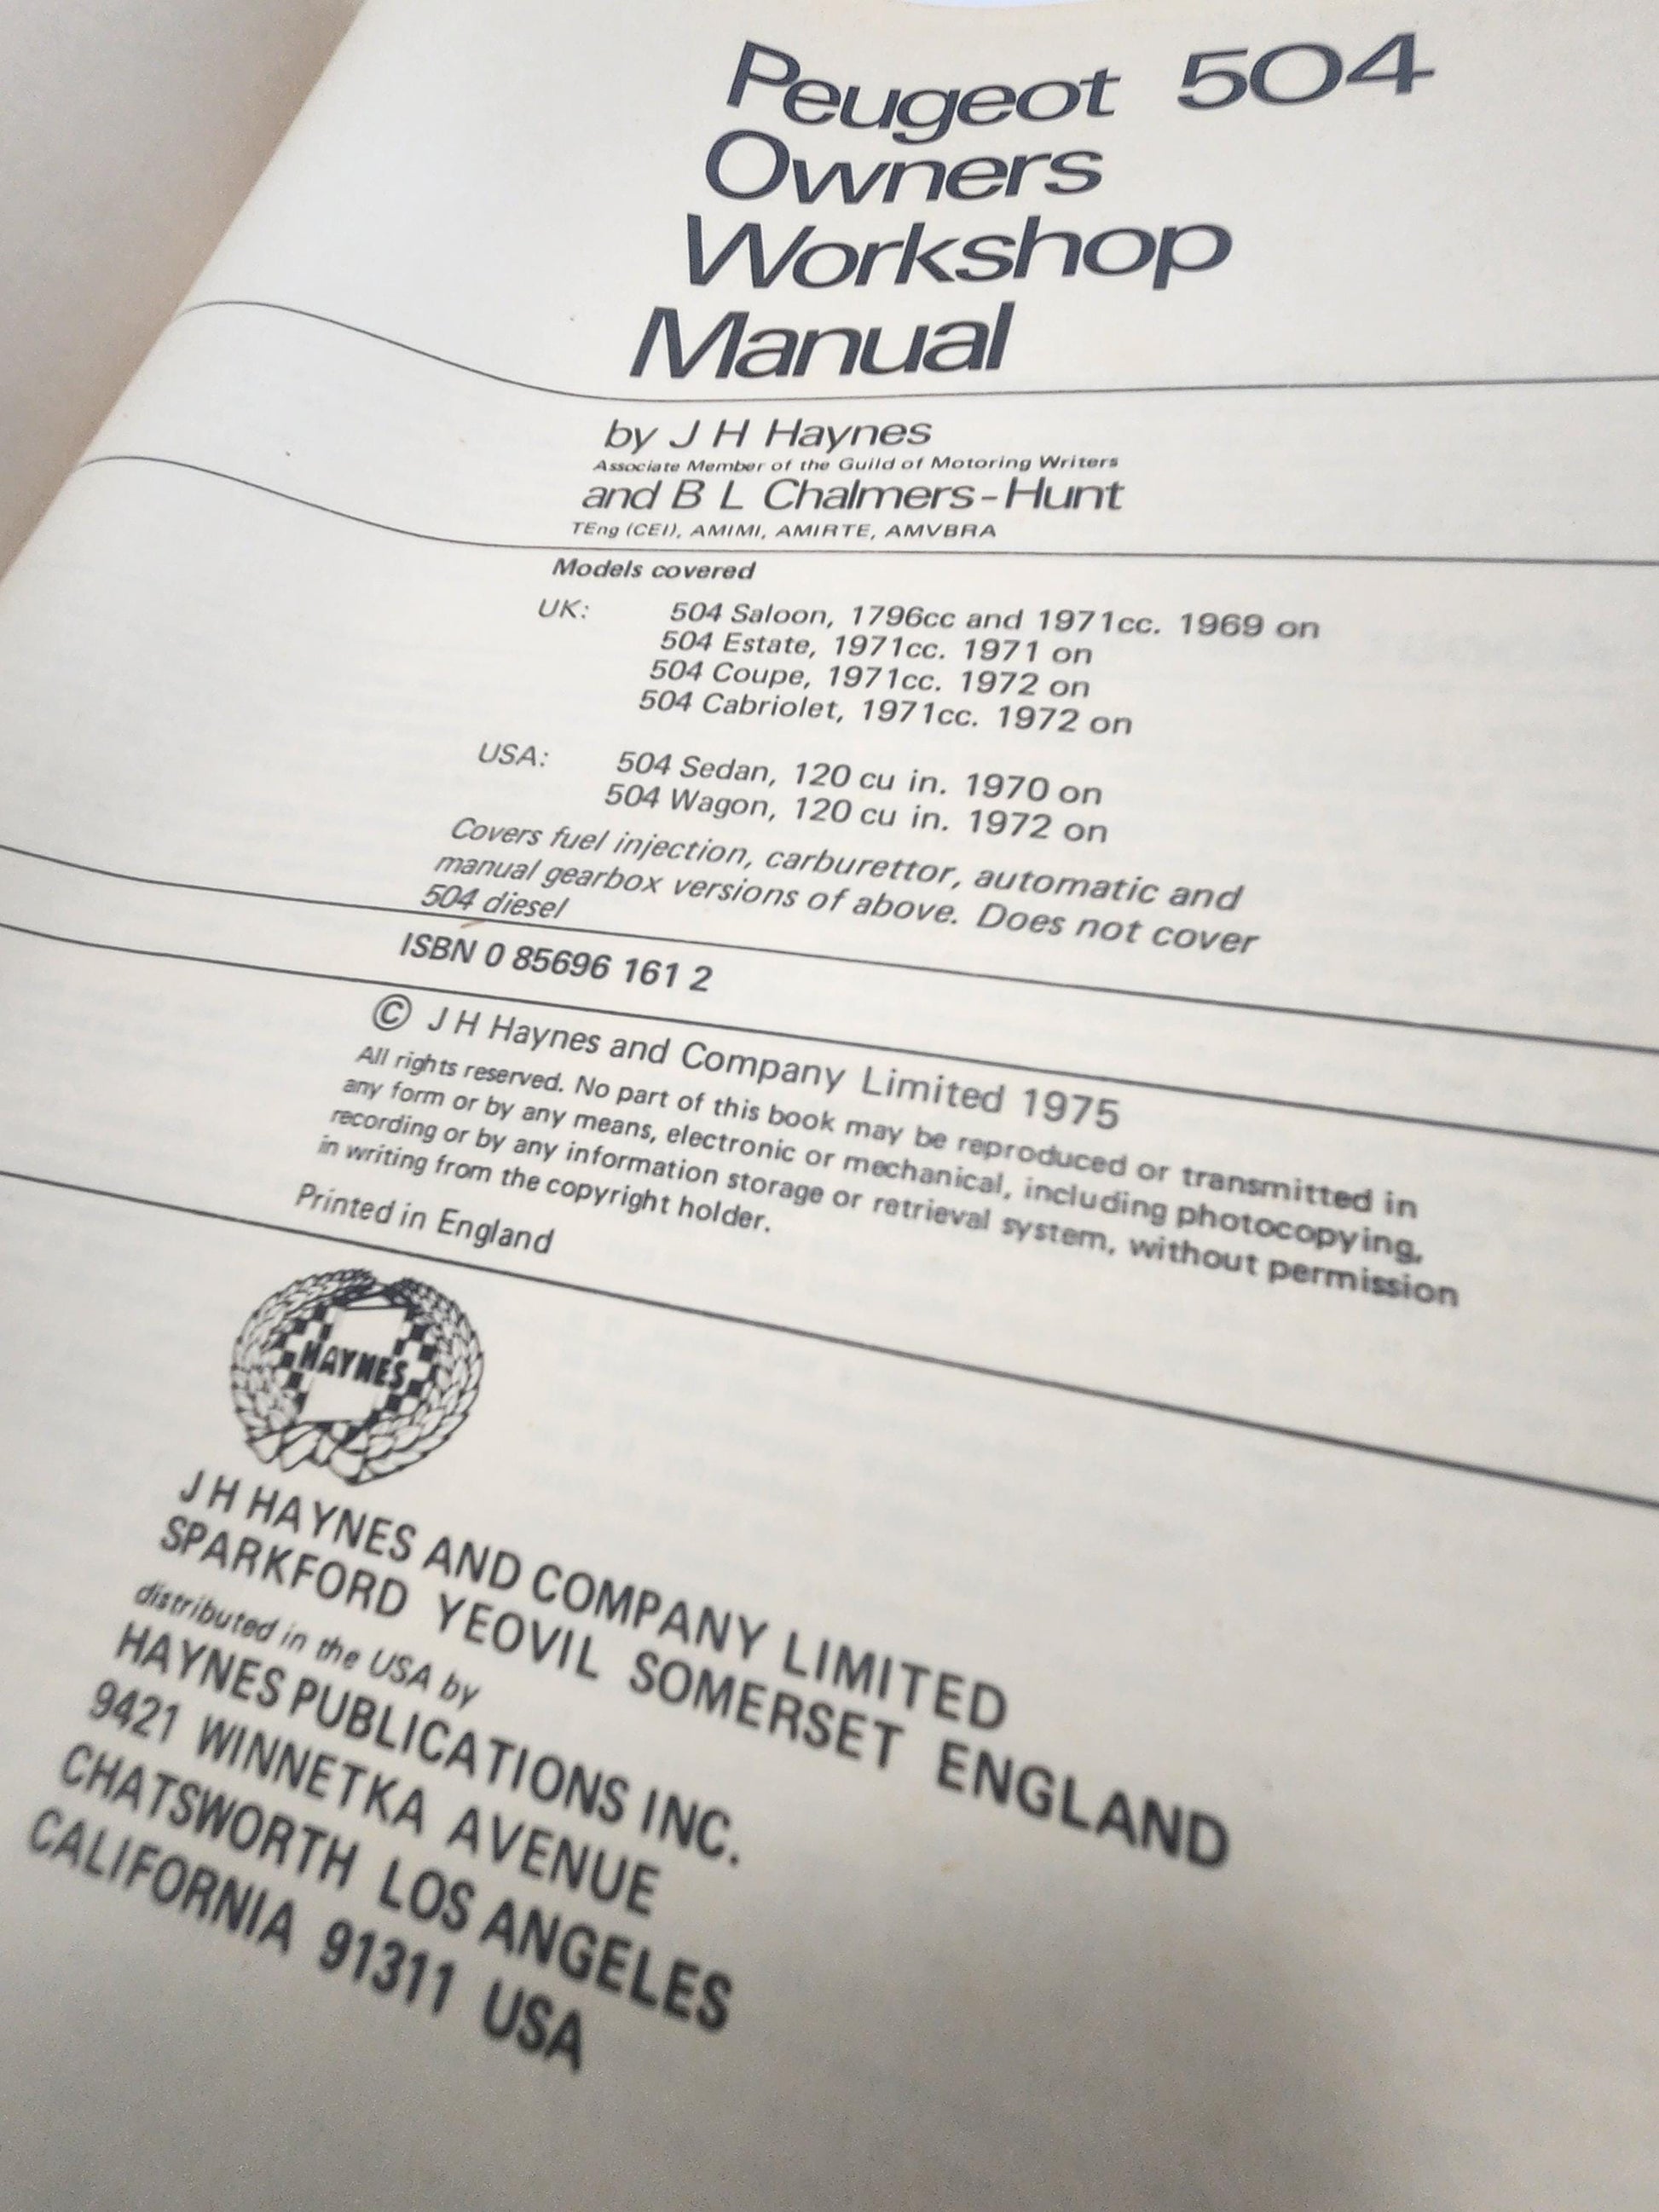 Peugeot 504
Owners
Workshop
Manual
by J H Haynes
Associate Member of the Guild of Motoring Writers
and B L Chalmers-Hunt
TEng (CEI), AMIMI, AMIRTE, AMVBRA
Models covered
UK: 504 Saloon, 1796cc and 1971cc. 1969 on
504 Estate, 1971cc. 1971 on
504 Coupe, 1971cc. 1972 on
504 Cabriolet, 1971cc. 1972 on
USA: 504 Sedan, 120 cu in. 1970 on
504 Wagon, 120 cu in. 1972 on
Covers fuel injection, carburettor, automatic and
manual gearbox versions of above. Does not cover
504 diesel
ISBN 0 85696 161 2
© J H Haynes and Company Limited 1975
All rights reserved. No part of this book may be reproduced or transmitted in
any form or by any means, electronic or mechanical, including photocopying,
recording or by any information storage or retrieval system, without permission
in writing from the copyright holder.
Printed in England
HAYNES
J H HAYNES AND COMPANY LIMITED
SPARKFORD YEOVIL SOMERSET ENGLAND
distributed in the USA by
HAYNES PUBLICATIONS INC.
9421 WINNETKA AVENUE
CHATSWORTH LOS ANGELES
CALIFORNIA 91311 USA